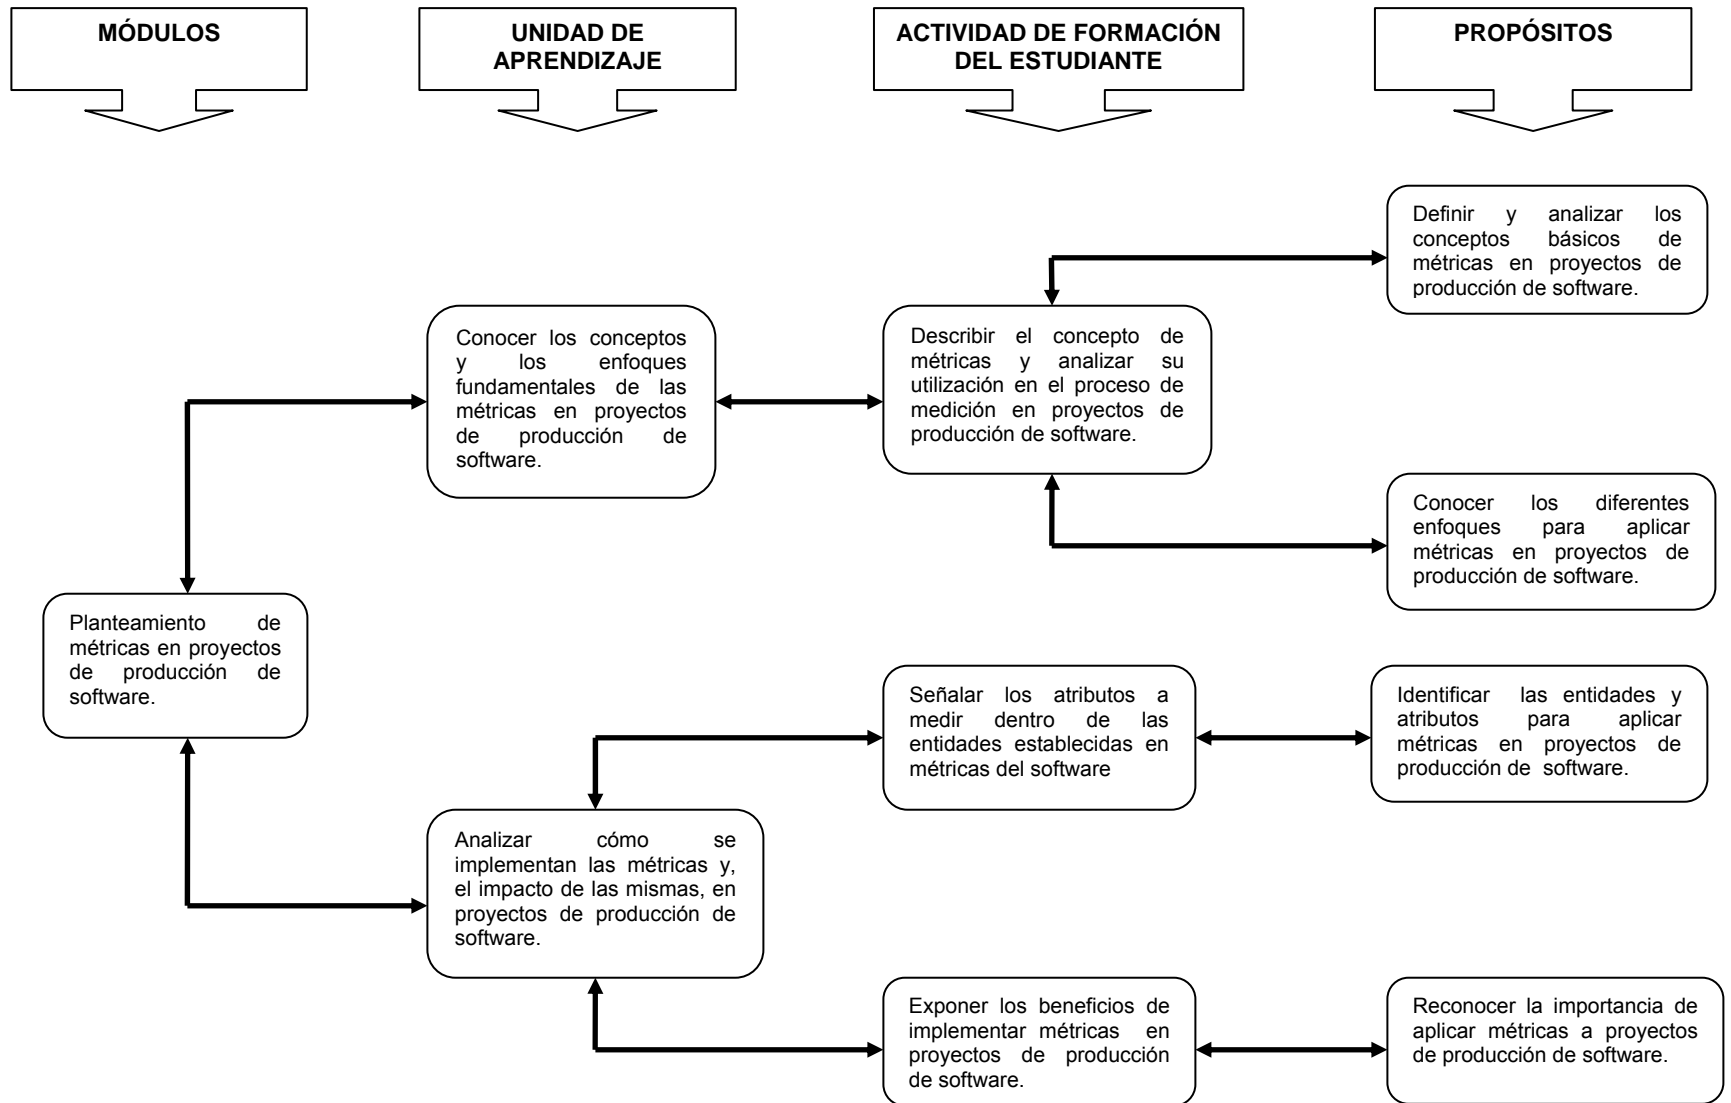 MÓDULOS
UNIDAD DE
APRENDIZAJE
ACTIVIDAD DE FORMACIÓN
DEL ESTUDIANTE
PROPÓSITOS
Definir y analizar los
conceptos básicos de
métricas en proyectos de
producción de software.
Conocer los conceptos
y los enfoques
fundamentales de las
métricas en proyectos
de producción de
software.
Describir el concepto de
métricas y analizar su
utilización en el proceso de
medición en proyectos de
producción de software.
Conocer los diferentes
enfoques para aplicar
métricas en proyectos de
producción de software.
Planteamiento de
métricas en proyectos
de producción de
software.
Señalar los atributos a
medir dentro de las
entidades establecidas en
métricas del software
Identificar las entidades y
atributos para aplicar
métricas en proyectos de
producción de software.
Analizar cómo se
implementan las métricas y,
el impacto de las mismas, en
proyectos de producción de
software.
Exponer los beneficios de
implementar métricas en
proyectos de producción
de software.
Reconocer la importancia de
aplicar métricas a proyectos
de producción de software.